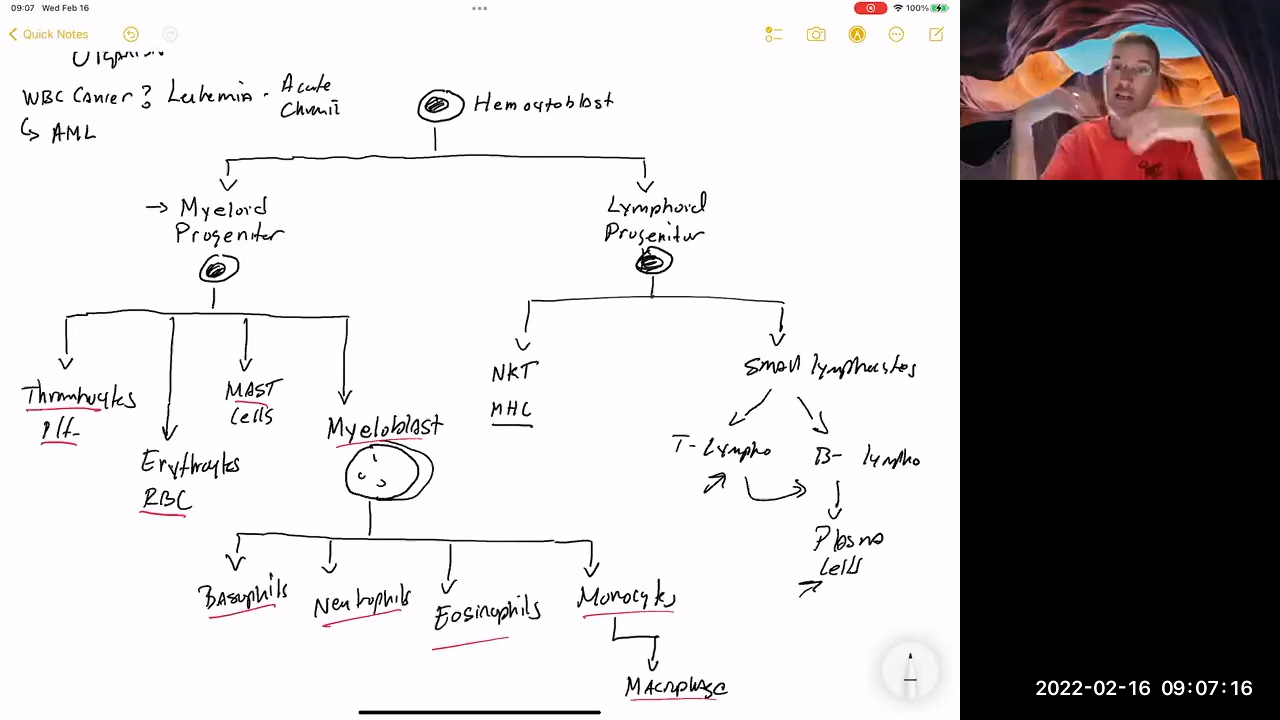 09:07 Wed Feb 16
100%
Quick Notes
WBC Cancer? Leukemia - Acute
Chronic
↳ AML
Hemocytoblast
→ Myeloid
Progenitor
Lymphoid
Progenitor
Thrombocytes
Plt
Erythrocytes
RBC
MAST
Cells
Myeloblast
NKT
MHC
Small lymphocytes
T-Lympho
B-lympho
Plasma
Cells
Basophils
Neutrophils
Eosinophils
Monocytes
Macrophage
2022-02-16 09:07:16